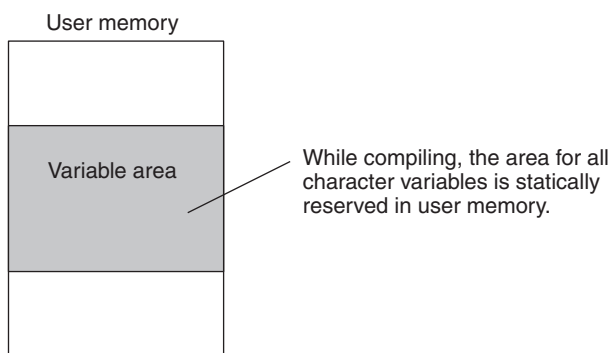 User memory
Variable area
While compiling, the area for all
character variables is statically
reserved in user memory.